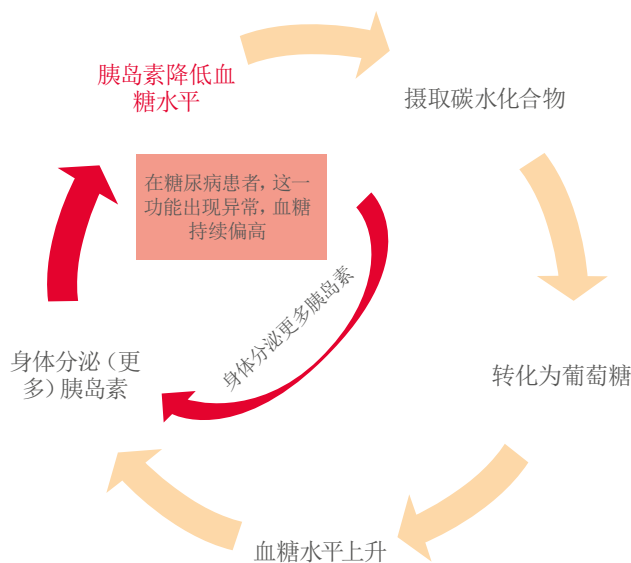 胰岛素降低血
糖水平
摄取碳水化合物
在糖尿病患者，这一
功能出现异常，血糖
持续偏高
身体分泌更多胰岛素
身体分泌（更
多）胰岛素
转化为葡萄糖
血糖水平上升